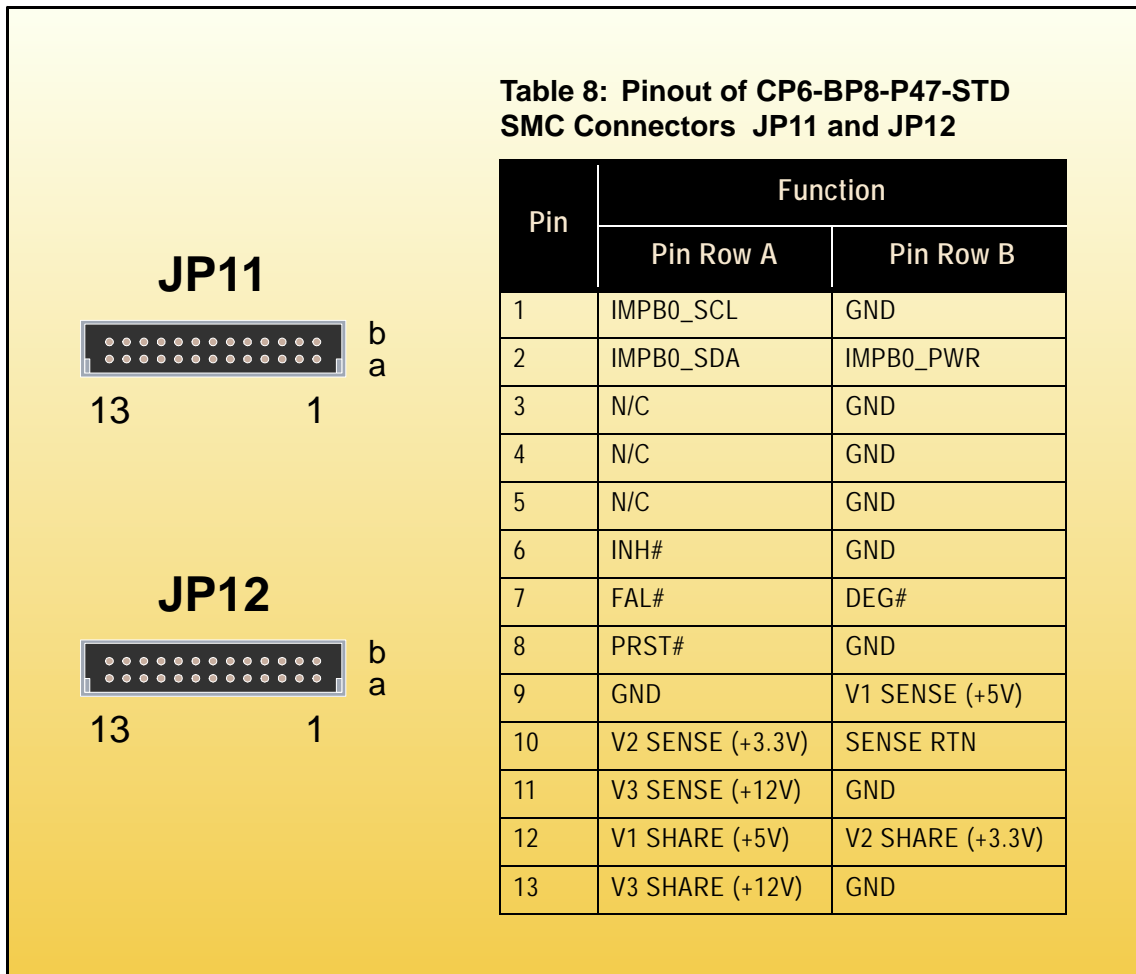 Table 8: Pinout of CP6-BP8-P47-STD
SMC Connectors JP11 and JP12
JP11
b
a
13 1
JP12
b
a
13 1
Pin Function
Pin Row A Pin Row B
1 IMPB0_SCL GND
2 IMPB0_SDA IMPB0_PWR
3 N/C GND
4 N/C GND
5 N/C GND
6 INH# GND
7 FAL# DEG#
8 PRST# GND
9 GND V1 SENSE (+5V)
10 V2 SENSE (+3.3V) SENSE RTN
11 V3 SENSE (+12V) GND
12 V1 SHARE (+5V) V2 SHARE (+3.3V)
13 V3 SHARE (+12V) GND